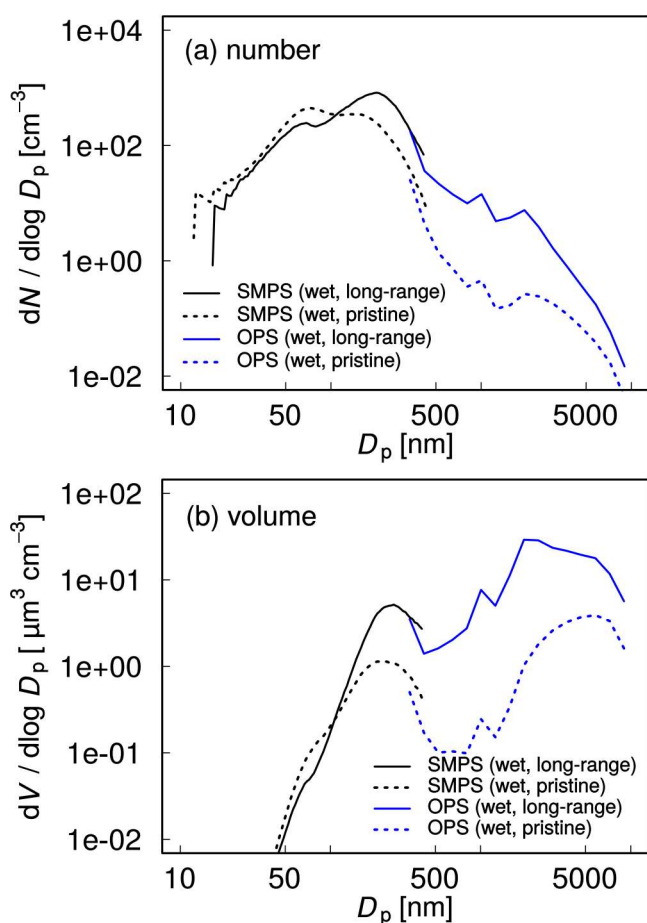 (a) number
dN / dlog Dp [cm−3]
1e+04
1e+02
1e+00
1e-02
SMPS (wet, long-range)
SMPS (wet, pristine)
OPS (wet, long-range)
OPS (wet, pristine)
10 50 500 5000
Dp [nm]
(b) volume
dV / dlog Dp [ μm3 cm−3]
1e+02
1e+01
1e+00
1e-01
1e-02
SMPS (wet, long-range)
SMPS (wet, pristine)
OPS (wet, long-range)
OPS (wet, pristine)
10 50 500 5000
Dp [nm]